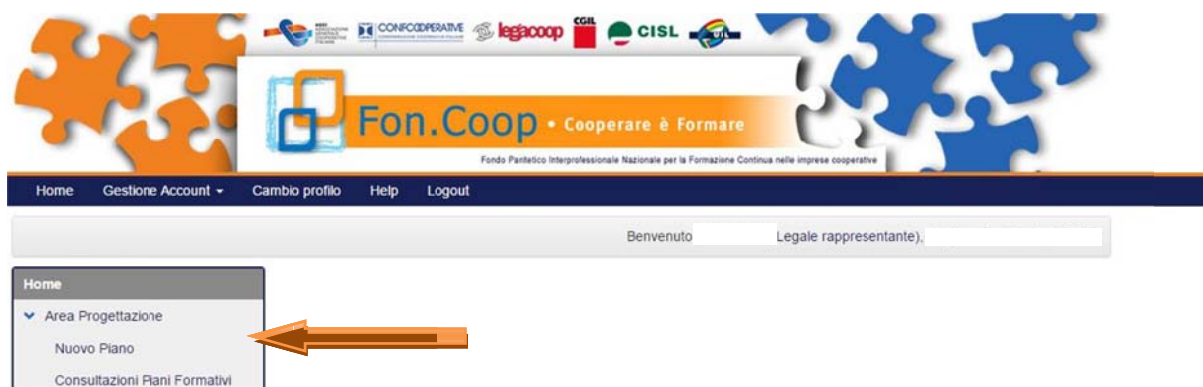 CONFCOOPERATIVE legacoop CGIL CISL UIL
Fon.Coop • Cooperare è Formare
Fondo Paritetico Interprofessionale Nazionale per la Formazione Continua nelle imprese cooperative
Home Gestione Account Cambio profilo Help Logout
Benvenuto Legale rappresentante),
Home
Area Progettazione
Nuovo Piano
Consultazioni Piani Formativi